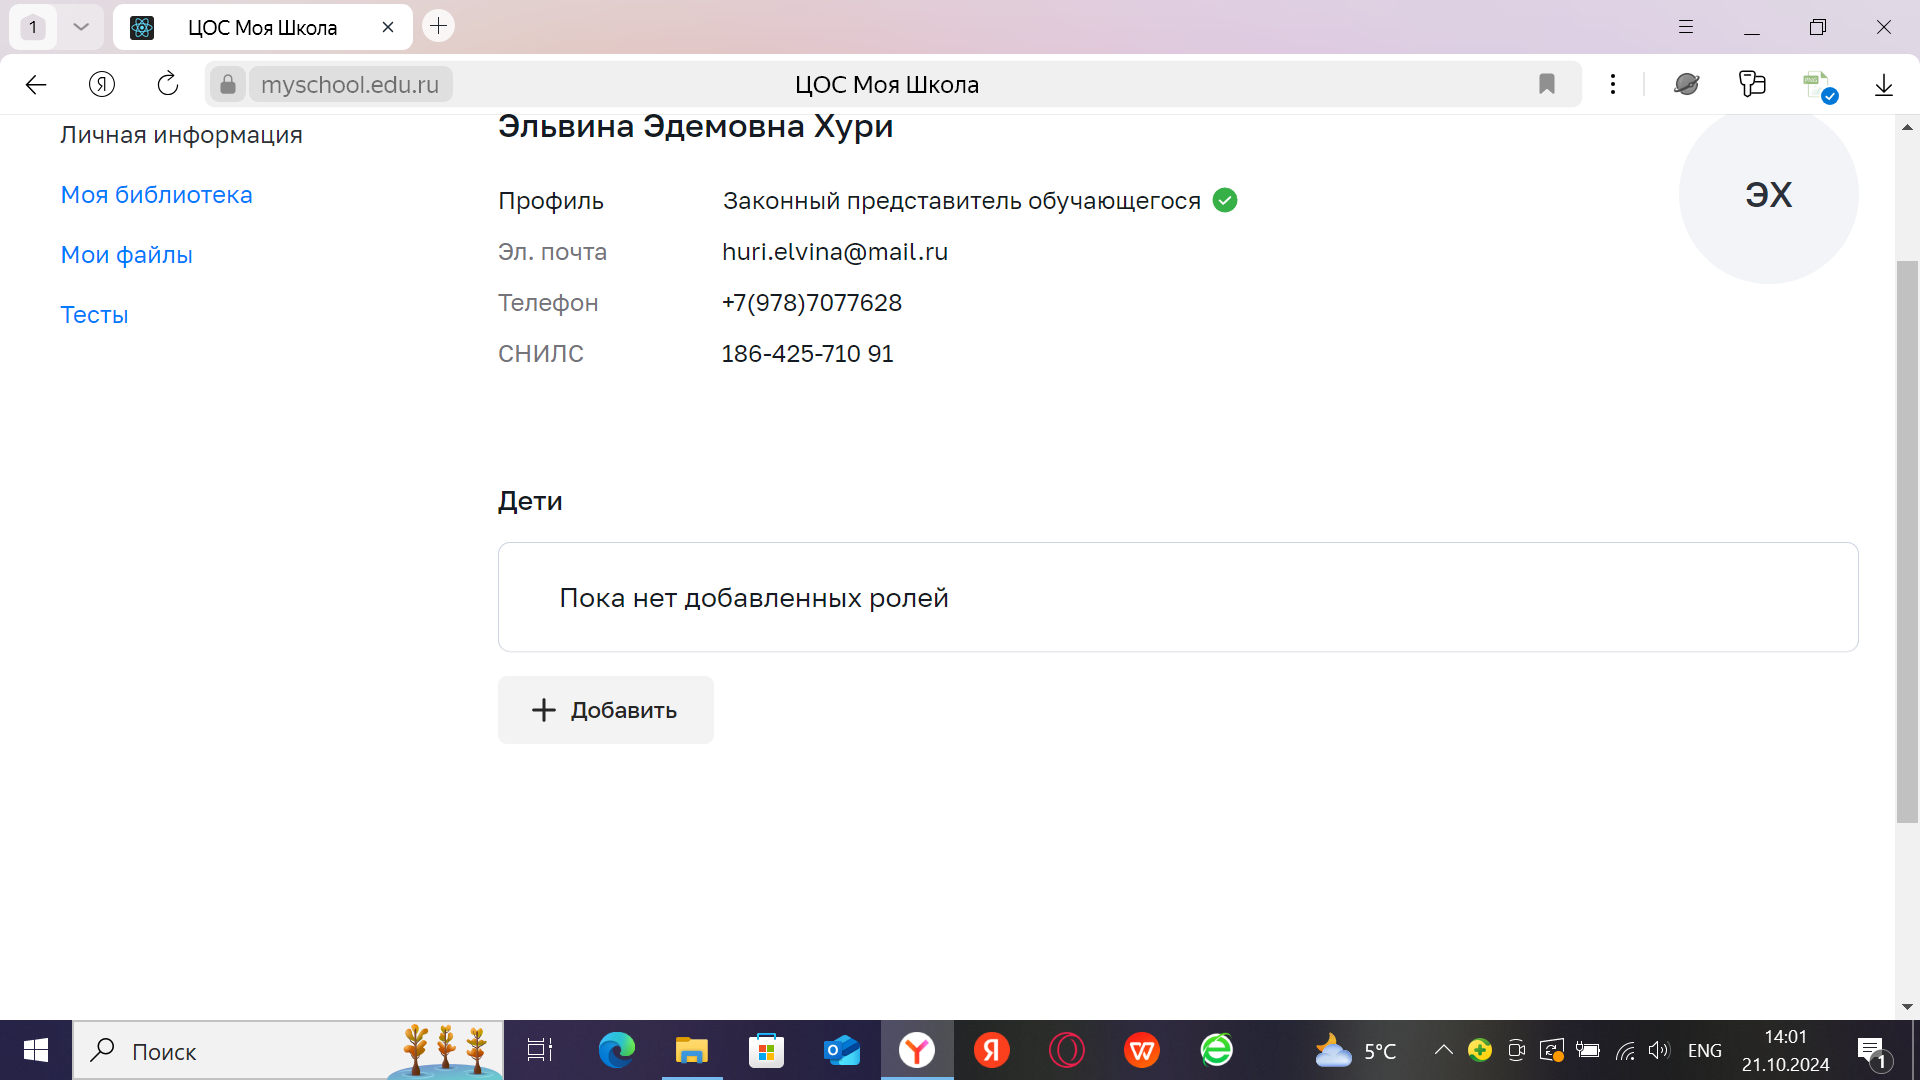 1
ЦОС Моя Школа
myschool.edu.ru
ЦОС Моя Школа
Личная информация
Моя библиотека
Мои файлы
Тесты
Эльвина Эдемовна Хури
Профиль Законный представитель обучающегося
Эл. почта huri.elvina@mail.ru
Телефон +7(978)7077628
СНИЛС 186-425-710 91
ЭХ
Дети
Пока нет добавленных ролей
Добавить
Поиск
5°C
ENG
14:01
21.10.2024
1